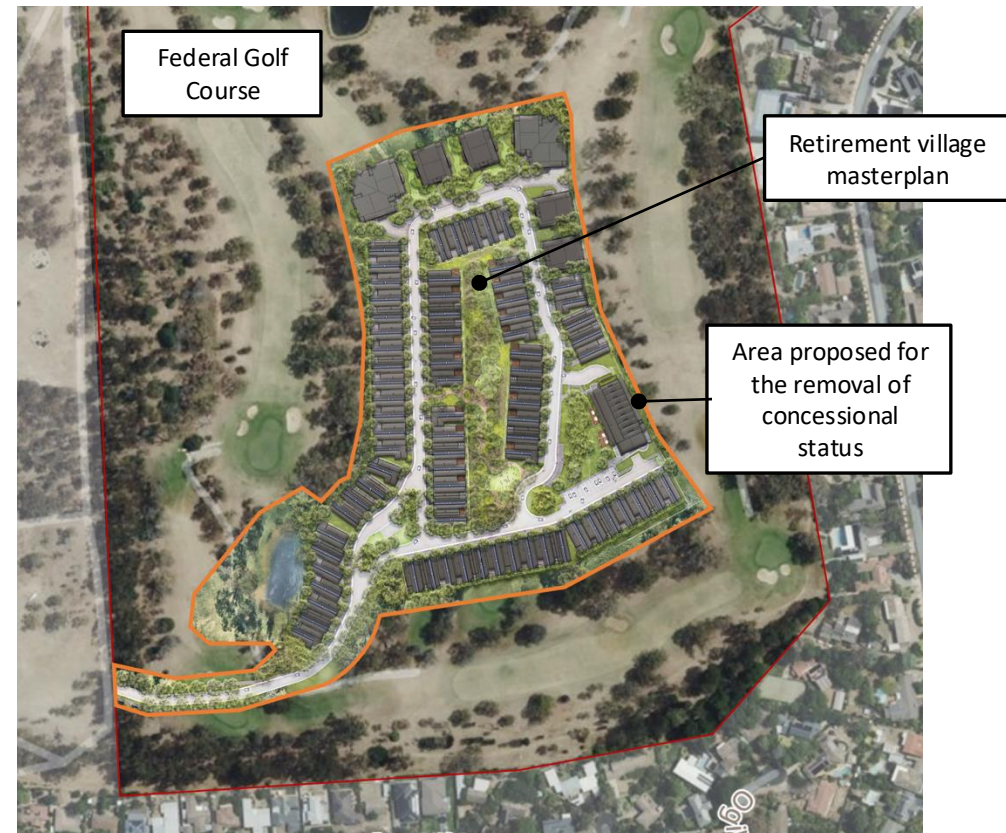 Federal Golf
Course
Retirement village
masterplan
Area proposed for
the removal of
concessional
status